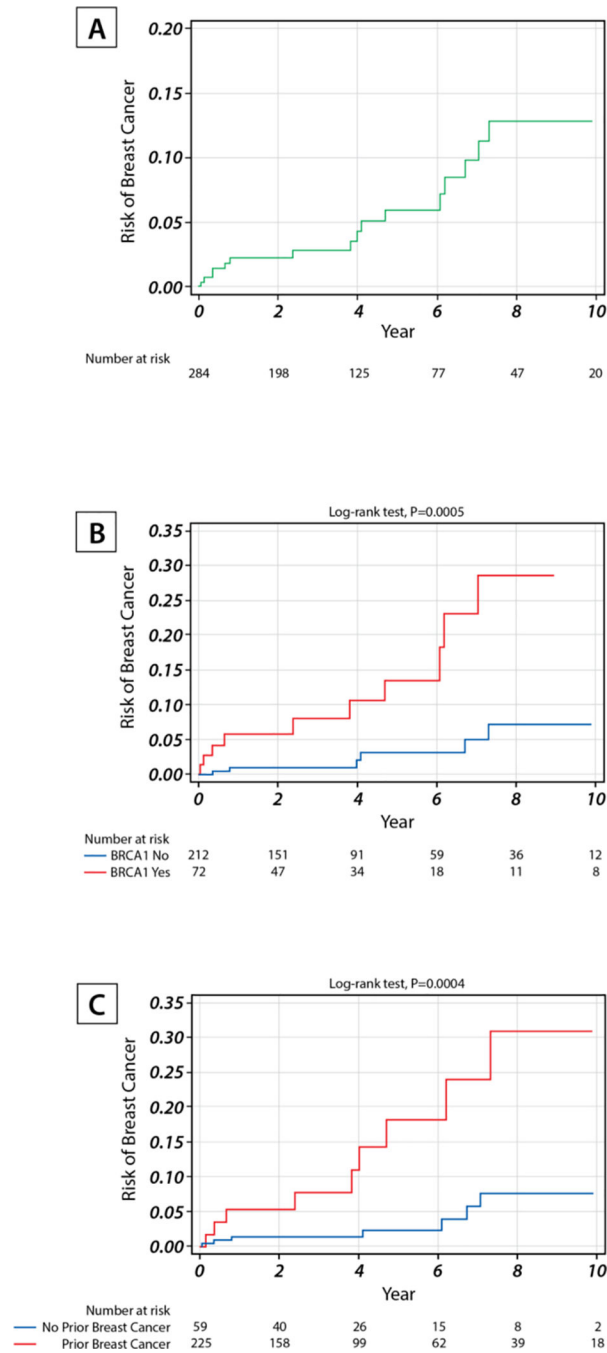 A
Risk of Breast Cancer
0.20
0.15
0.10
0.05
0.00
0 2 4 6 8 10
Year
Number at risk
284 198 125 77 47 20
B
Log-rank test, P=0.0005
Risk of Breast Cancer
0.35
0.30
0.25
0.20
0.15
0.10
0.05
0.00
0 2 4 6 8 10
Year
Number at risk
BRCA1 No 212 151 91 59 36 12
BRCA1 Yes 72 47 34 18 11 8
C
Log-rank test, P=0.0004
Risk of Breast Cancer
0.35
0.30
0.25
0.20
0.15
0.10
0.05
0.00
0 2 4 6 8 10
Year
Number at risk
No Prior Breast Cancer 59 40 26 15 8 2
Prior Breast Cancer 225 158 99 62 39 18